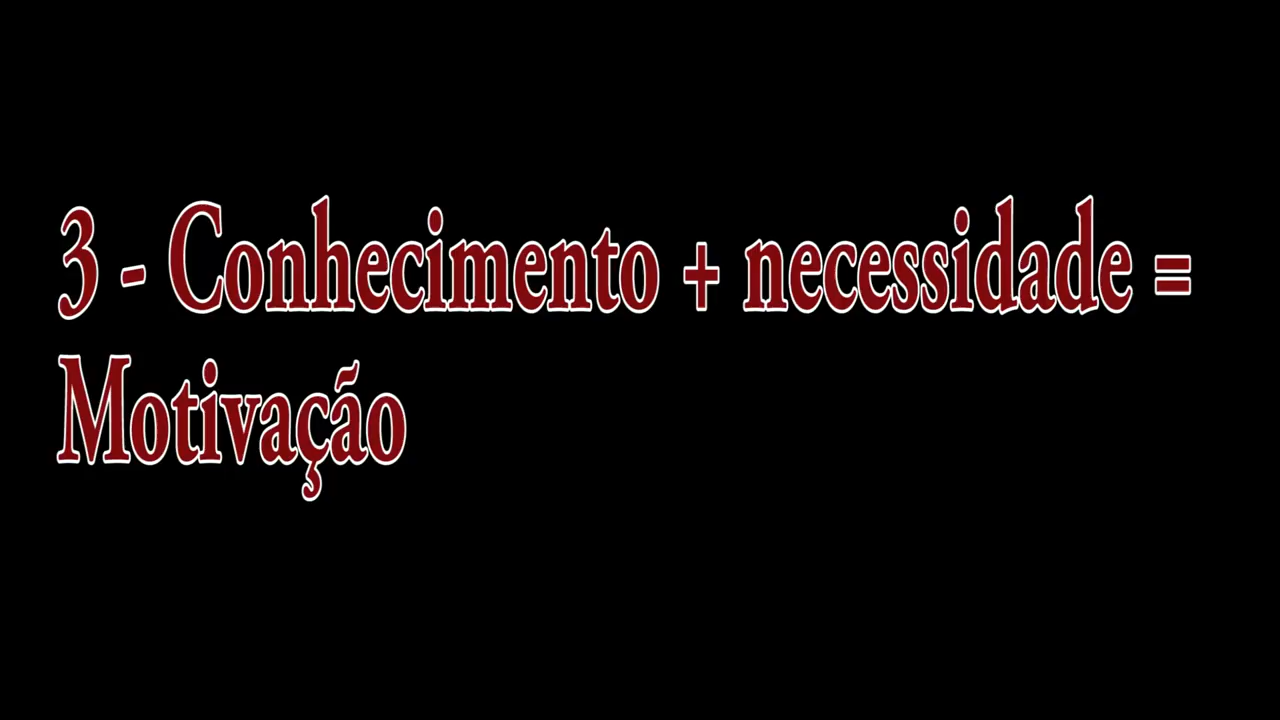 3 - Conhecimento + necessidade =
Motivação